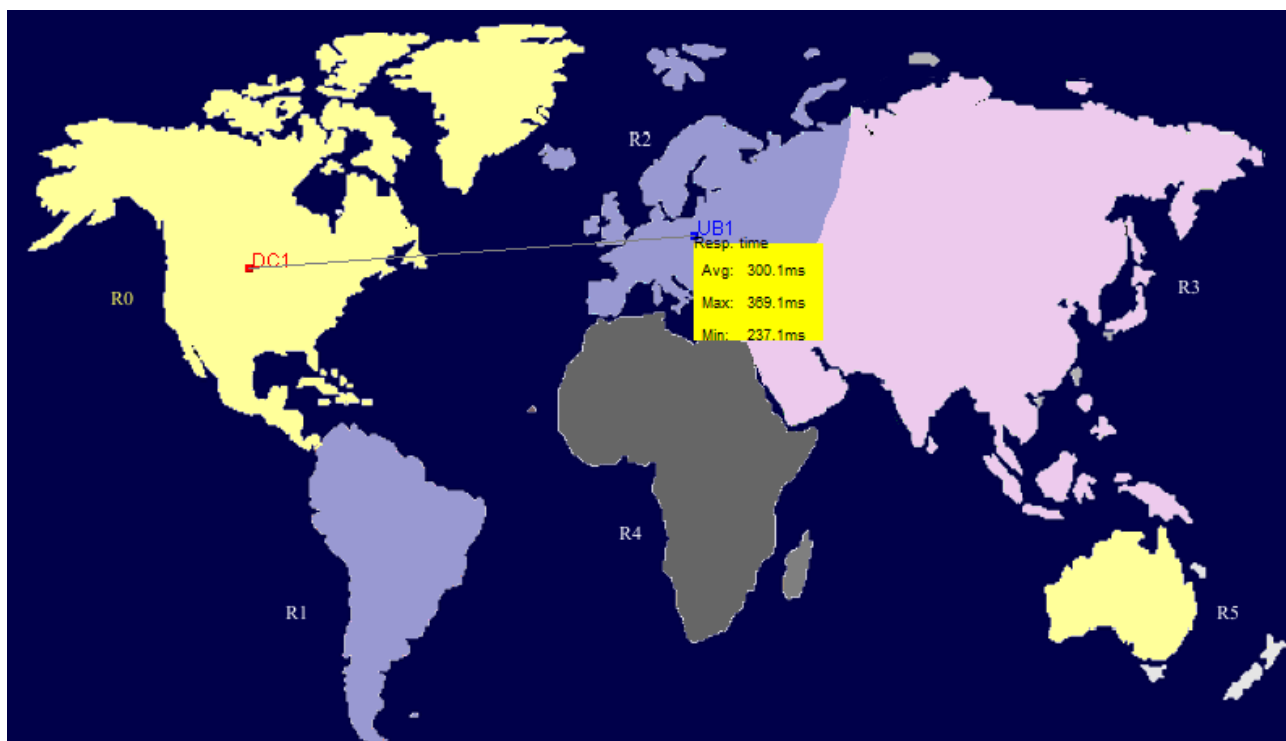 R2
UB1
Resp. time
DC1
Avg: 300.1ms
R0
Max: 369.1ms
R3
Min: 237.1ms
R4
R1
R5